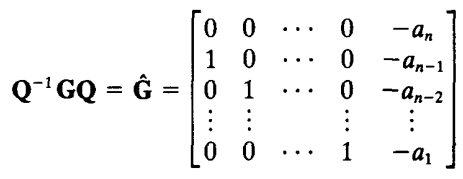 0 0 ⋯ 0 -aₙ
1 0 ⋯ 0 -aₙ₋₁
Q⁻¹GQ = Ĝ = 0 1 ⋯ 0 -aₙ₋₂
⋮ ⋮ ⋮ ⋮
0 0 ⋯ 1 -a₁